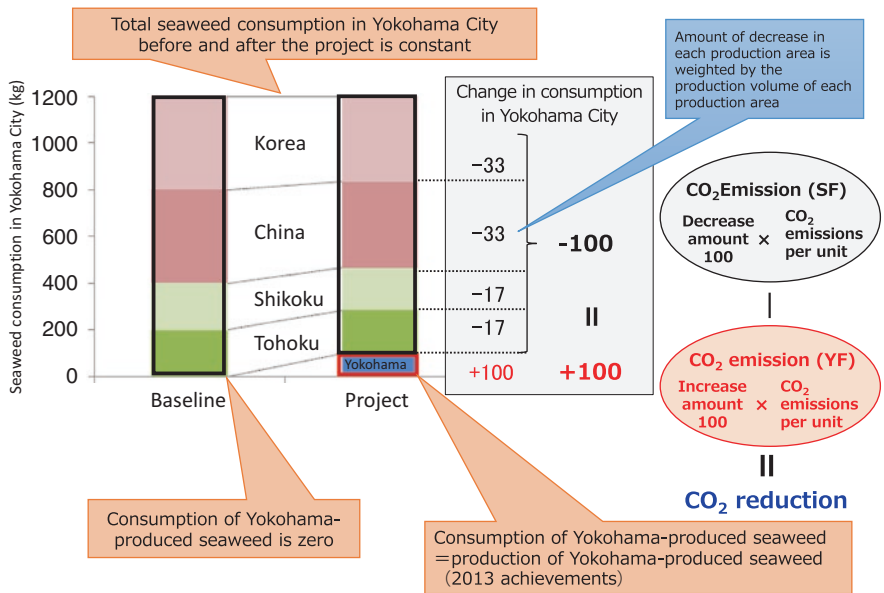 Total seaweed consumption in Yokohama City
before and after the project is constant
Amount of decrease in
each production area is
weighted by the
production volume of each
production area
Seaweed consumption in Yokohama City (kg)
1200
1000
800
600
400
200
0
Korea
China
Shikoku
Tohoku
Yokohama
Baseline
Project
Change in consumption
in Yokohama City
-33
-33
-17
-17
+100
-100
=
+100
CO₂Emission (SF)
Decrease
amount
100
×
CO₂
emissions
per unit
—
CO₂ emission (YF)
Increase
amount
100
×
CO₂
emissions
per unit
=
CO₂ reduction
Consumption of Yokohama-
produced seaweed is zero
Consumption of Yokohama-produced seaweed
=production of Yokohama-produced seaweed
(2013 achievements)